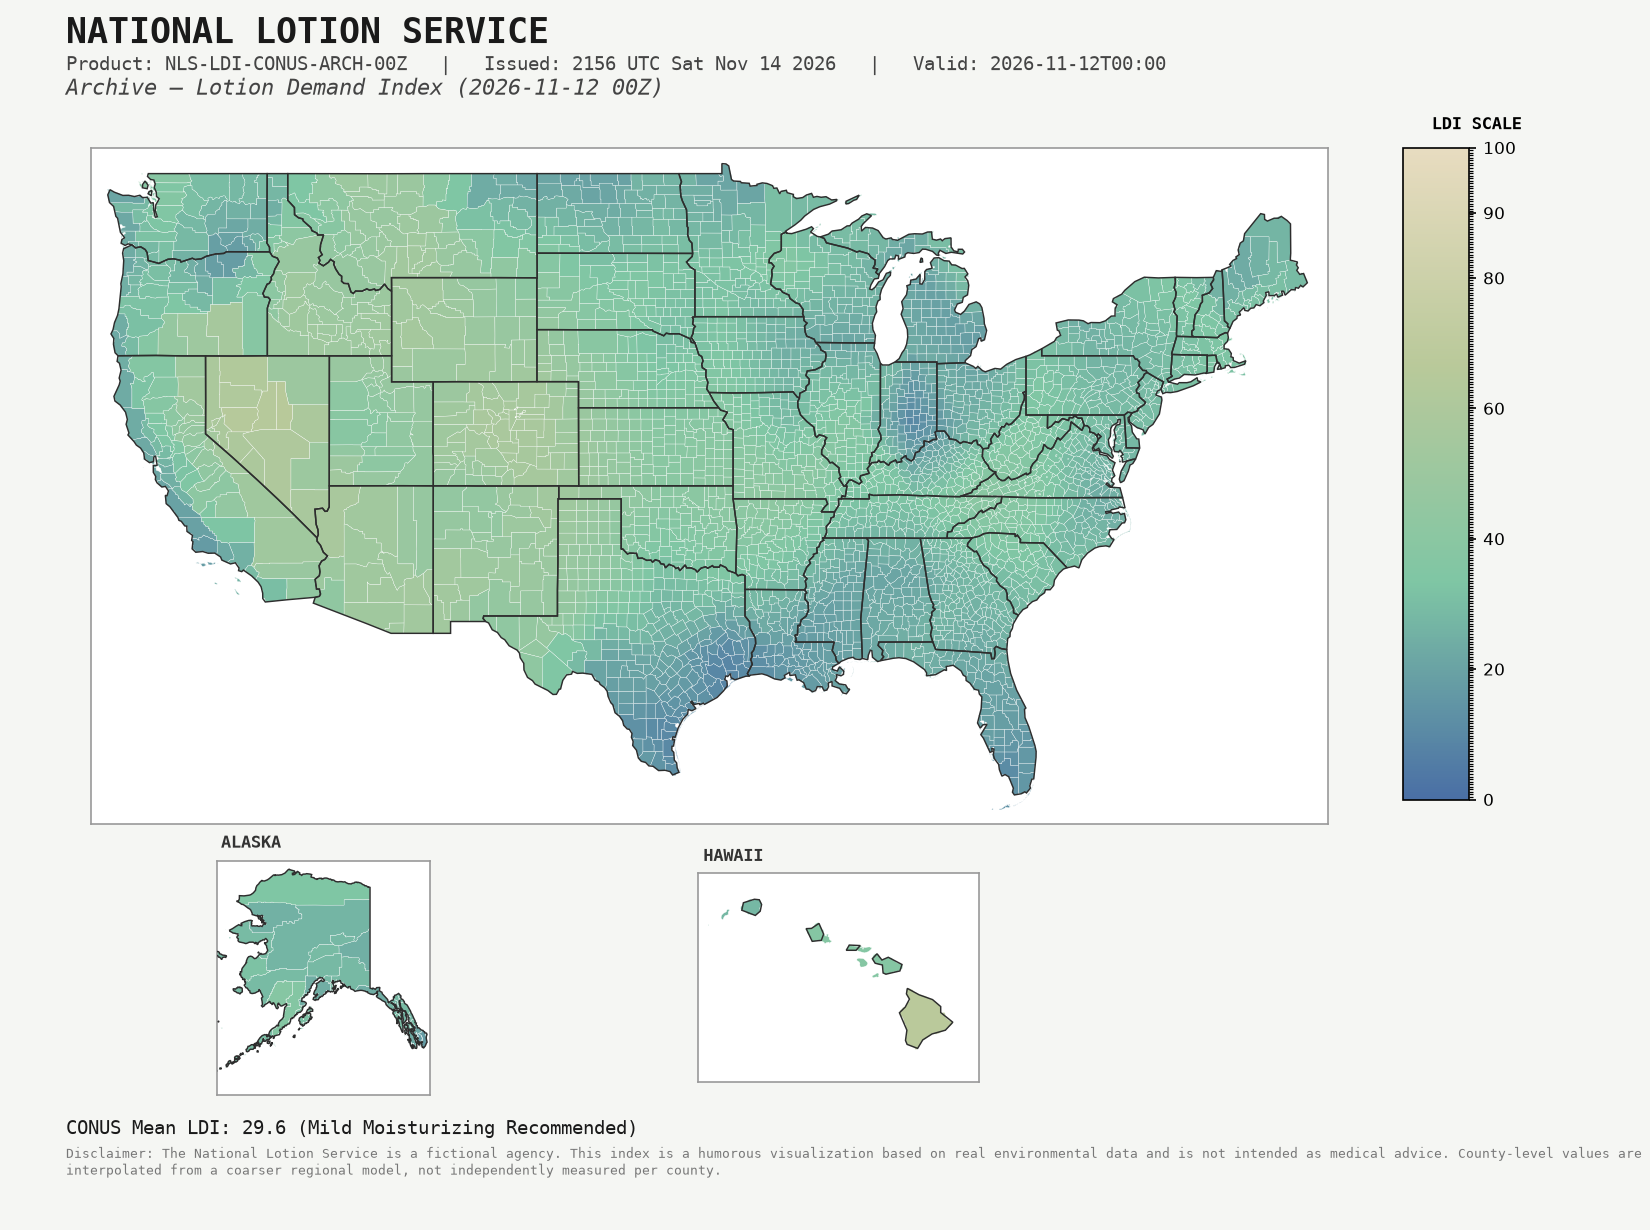 NATIONAL LOTION SERVICE
Product: NLS-LDI-CONUS-ARCH-00Z   |   Issued: 2156 UTC Sat Nov 14 2026   |   Valid: 2026-11-12T00:00
Archive — Lotion Demand Index (2026-11-12 00Z)
LDI SCALE
100
90
80
60
40
20
0
ALASKA
HAWAII
CONUS Mean LDI: 29.6 (Mild Moisturizing Recommended)
Disclaimer: The National Lotion Service is a fictional agency. This index is a humorous visualization based on real environmental data and is not intended as medical advice. County-level values are
interpolated from a coarser regional model, not independently measured per county.